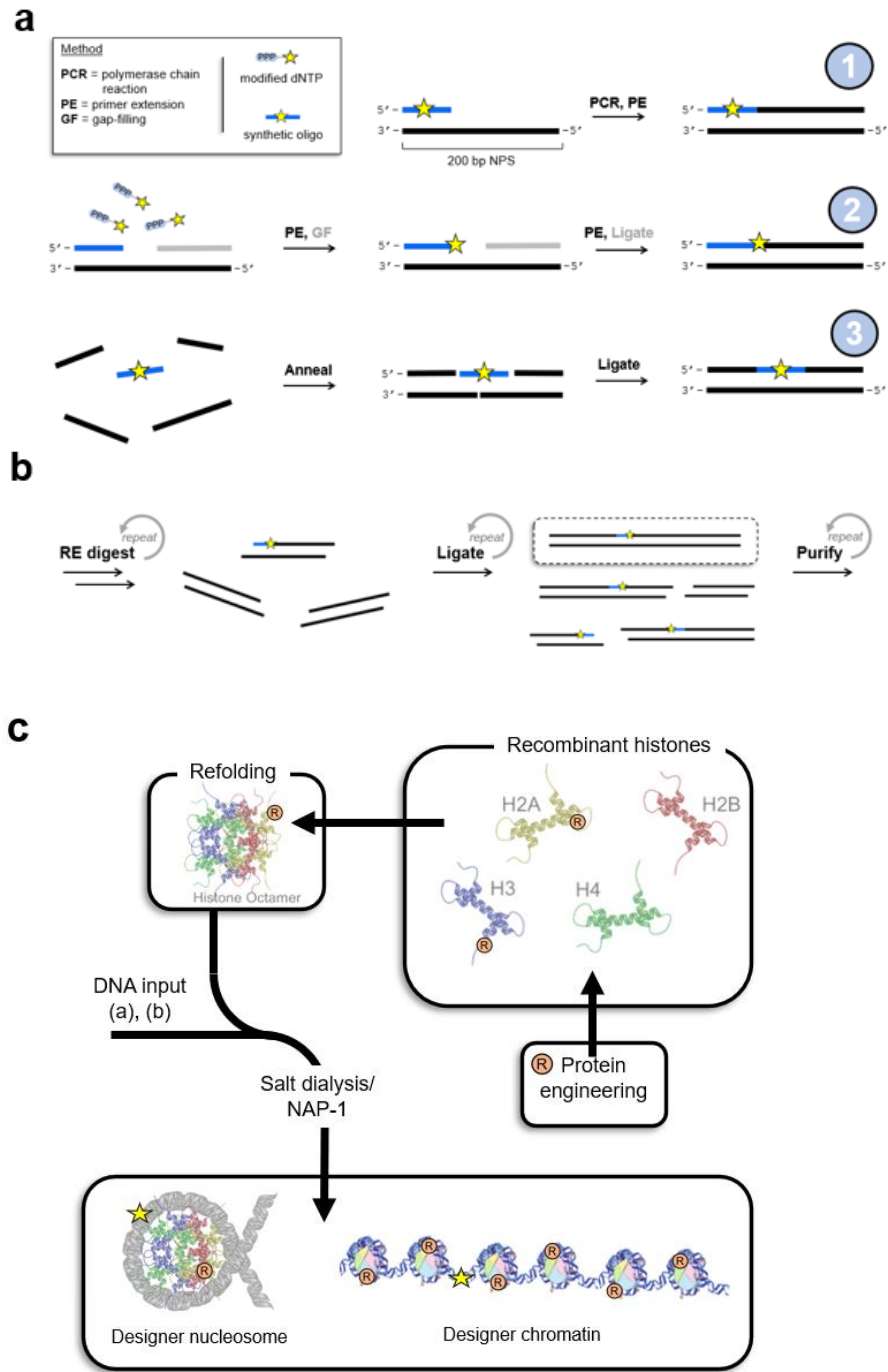 a
Method
PCR = polymerase chain
reaction
PE = primer extension
GF = gap-filling
PPP
modified dNTP
synthetic oligo
5′ –
3′ –
–5′
200 bp NPS
PCR, PE
5′ –
3′ –
–5′
1
PPP
PPP
PPP
5′ –
3′ –
–5′
PE, GF
5′ –
3′ –
–5′
PE, Ligate
5′ –
3′ –
–5′
2
Anneal
5′ –
3′ –
–5′
Ligate
5′ –
3′ –
–5′
3
b
RE digest
repeat
Ligate
repeat
Purify
repeat
c
Refolding
R
Histone Octamer
Recombinant histones
H2A
R
H2B
H3
R
H4
DNA input
(a), (b)
R Protein
engineering
Salt dialysis/
NAP-1
R
Designer nucleosome
R
R
R
R
R
R
Designer chromatin